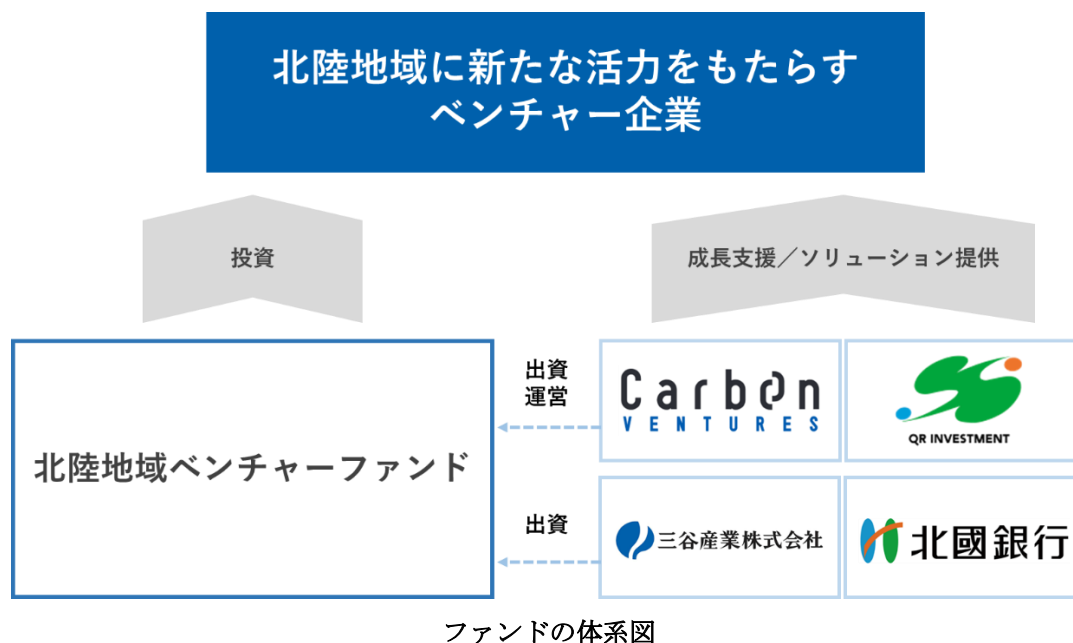 北陸地域に新たな活力をもたらす
ベンチャー企業
投資
成長支援／ソリューション提供
北陸地域ベンチャーファンド
出資
運営
Carbon
VENTURES
QR INVESTMENT
出資
三谷産業株式会社
北國銀行
ファンドの体系図